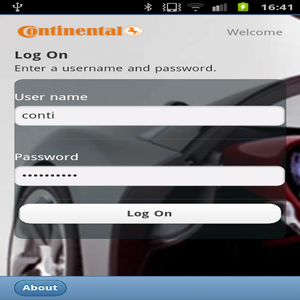 16:41
Continental
Welcome
Log On
Enter a username and password.
User name
conti
Password
••••••••••
Log On
About